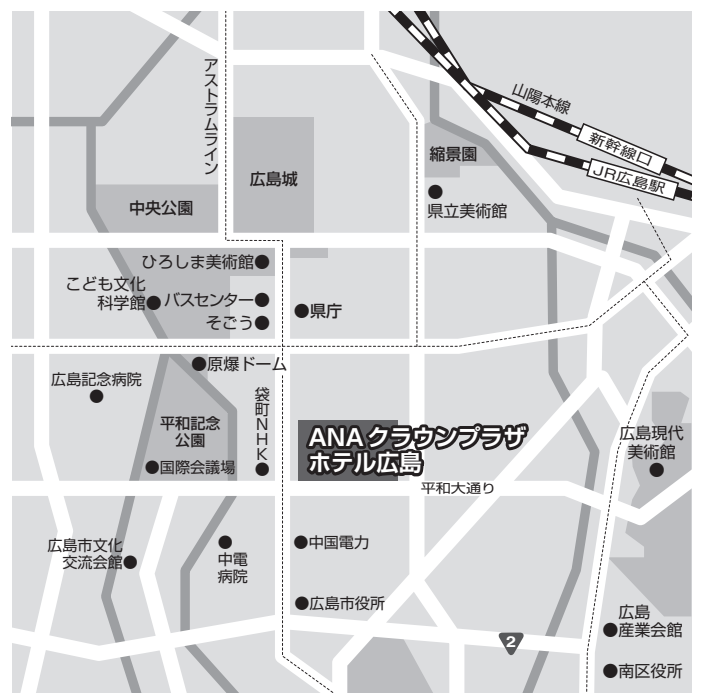 アストラムライン
山陽本線
新幹線口
JR広島駅
縮景園
広島城
中央公園
県立美術館
ひろしま美術館
こども文化
科学館
バスセンター
県庁
そごう
原爆ドーム
広島記念病院
袋町NHK
平和記念
公園
ANAクラウンプラザ
ホテル広島
広島現代
美術館
国際会議場
平和大通り
広島市文化
交流会館
中電
病院
中国電力
広島市役所
広島
産業会館
2
南区役所